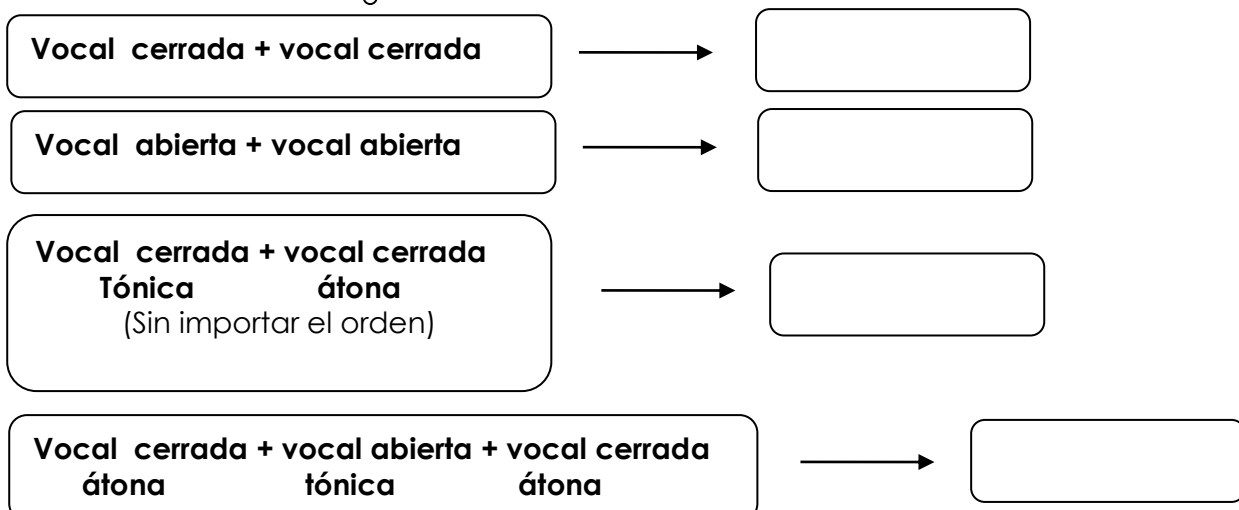 Vocal cerrada + vocal cerrada
Vocal abierta + vocal abierta
Vocal cerrada + vocal cerrada
Tónica átona
(Sin importar el orden)
Vocal cerrada + vocal abierta + vocal cerrada
átona tónica átona